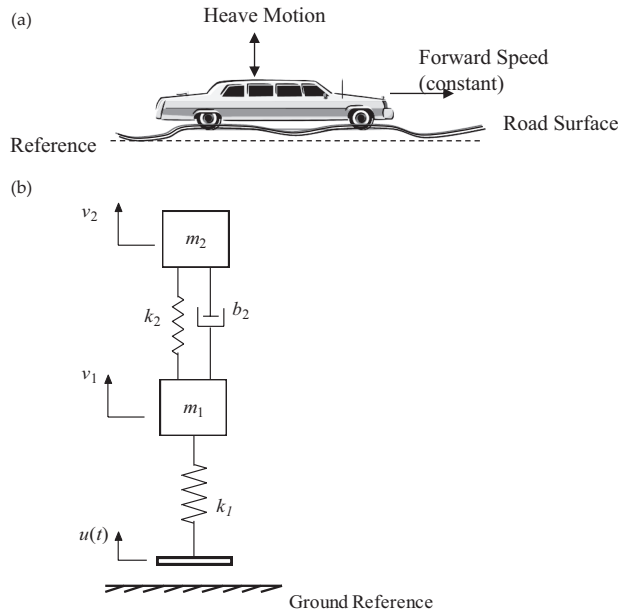 (a)
Heave Motion
Forward Speed
(constant)
Road Surface
Reference
(b)
v₂
m₂
k₂
b₂
v₁
m₁
k₁
u(t)
Ground Reference